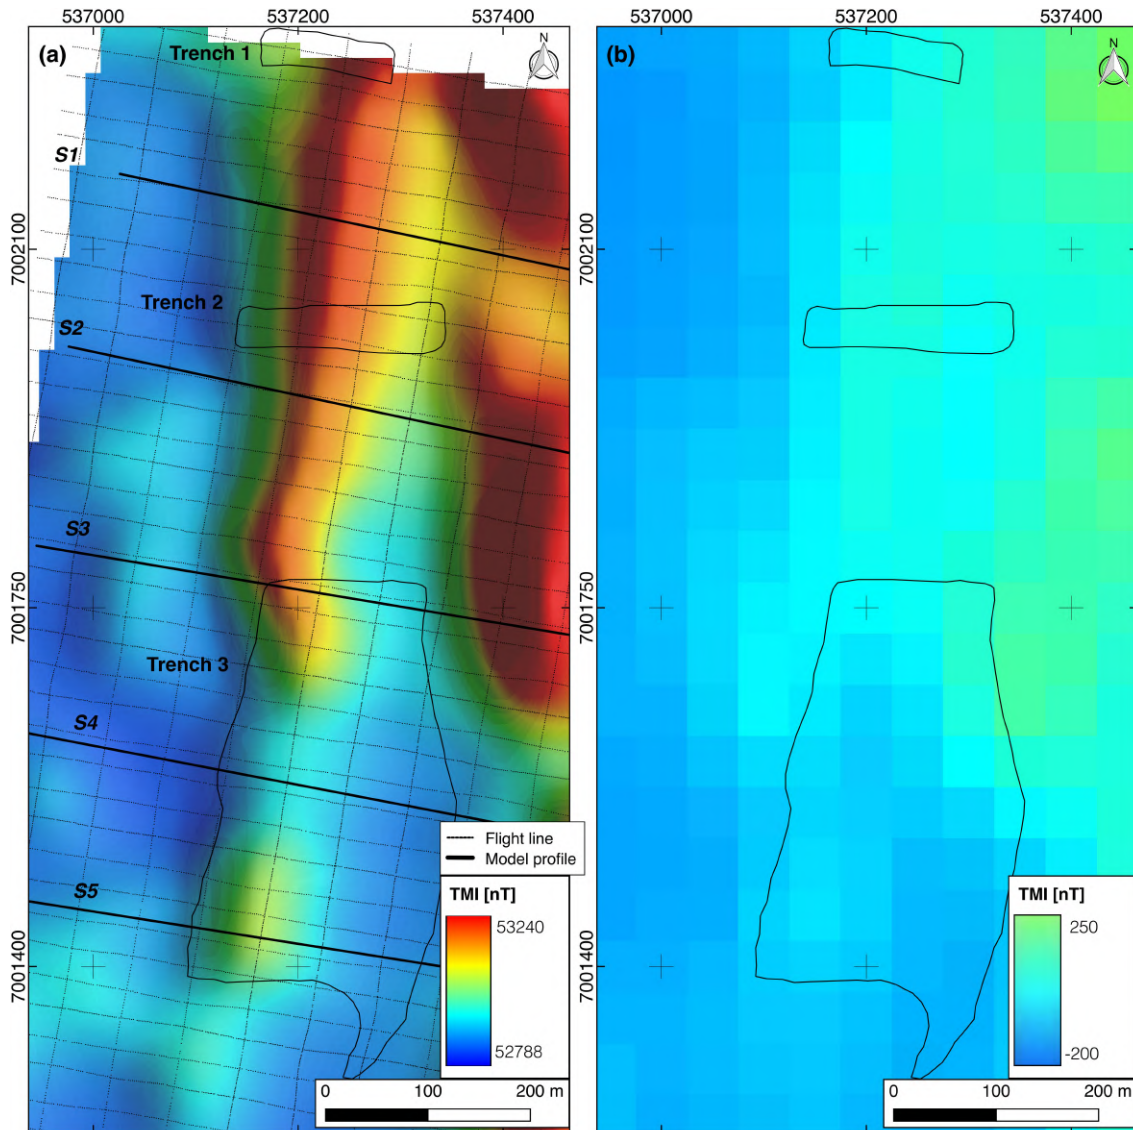 537000 537200 537400
537000 537200 537400
(a)
Trench 1
N
(b)
N
S1
7002100
7002100
Trench 2
S2
S3
7001750
7001750
Trench 3
S4
Flight line
Model profile
S5
TMI [nT]
53240
52788
TMI [nT]
250
-200
7001400
7001400
0 100 200 m
0 100 200 m